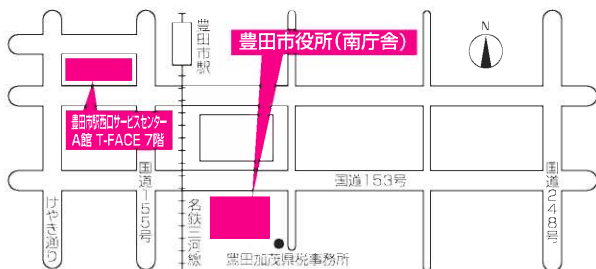 豊田市駅
豊田市役所(南庁舎)
N
豊田市駅西口サービスセンター
A館 T-FACE 7階
国道155号
国道153号
国道248号
けやき通り
名鉄三河線
豊田加茂県税事務所